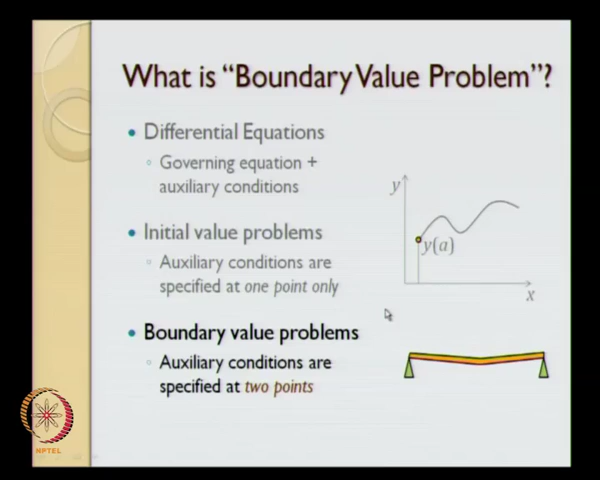 What is “Boundary Value Problem”?
• Differential Equations
◦ Governing equation +
auxiliary conditions
• Initial value problems
◦ Auxiliary conditions are
specified at one point only
• Boundary value problems
◦ Auxiliary conditions are
specified at two points
y
y(a)
x
NPTEL